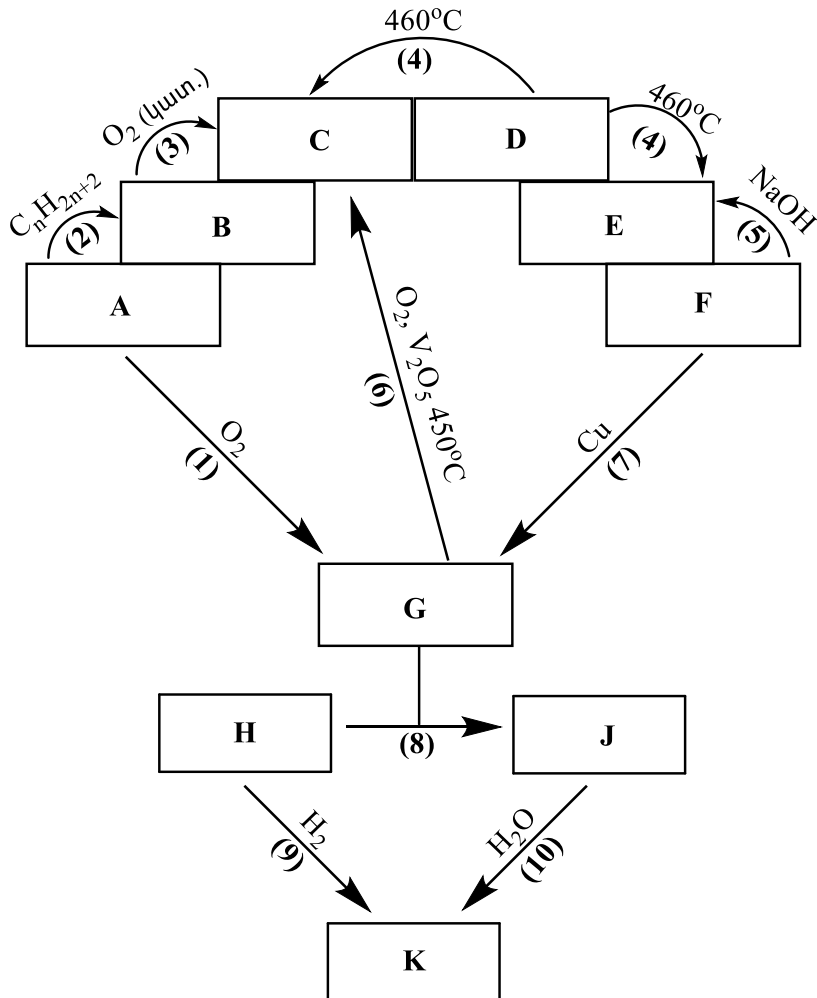 460°C
(4)
O₂ (կատ.)
(3)
C
D
460°C
(4)
CₙH₂ₙ₊₂
(2)
B
E
NaOH
(5)
A
F
O₂, V₂O₅ 450°C
(6)
O₂
(1)
Cu
(7)
G
H
(8)
J
H₂
(9)
H₂O
(10)
K